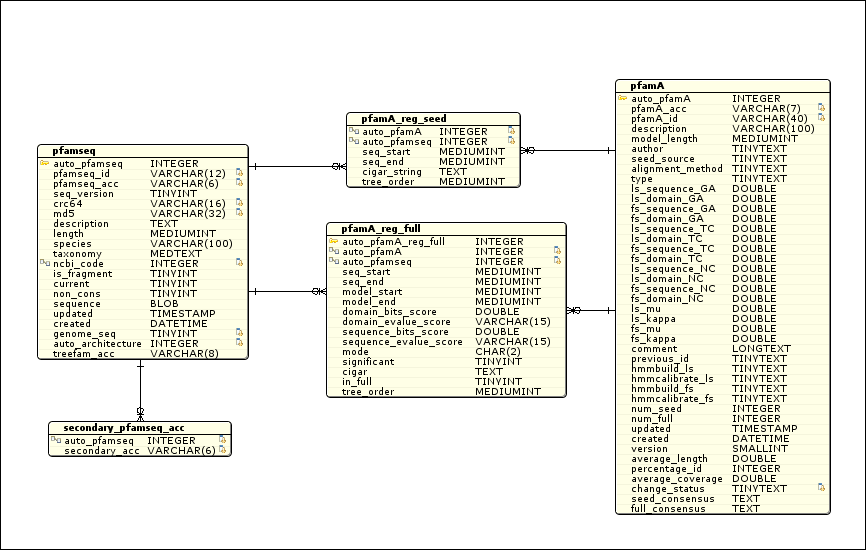 pfamA_reg_seed
auto_pfamA INTEGER
auto_pfamseq INTEGER
seq_start MEDIUMINT
seq_end MEDIUMINT
cigar_string TEXT
tree_order MEDIUMINT
pfamseq
auto_pfamseq INTEGER
pfamseq_id VARCHAR(12)
pfamseq_acc VARCHAR(6)
seq_version TINYINT
crc64 VARCHAR(16)
md5 VARCHAR(32)
description TEXT
length MEDIUMINT
species VARCHAR(100)
taxonomy MEDTEXT
ncbi_code INTEGER
is_fragment TINYINT
current TINYINT
non_cons TINYINT
sequence BLOB
updated TIMESTAMP
created DATETIME
genome_seq TINYINT
auto_architecture INTEGER
treefam_acc VARCHAR(8)
pfamA_reg_full
auto_pfamA_reg_full INTEGER
auto_pfamA INTEGER
auto_pfamseq INTEGER
seq_start MEDIUMINT
seq_end MEDIUMINT
model_start MEDIUMINT
model_end MEDIUMINT
domain_bits_score DOUBLE
domain_evalue_score VARCHAR(15)
sequence_bits_score DOUBLE
sequence_evalue_score VARCHAR(15)
mode CHAR(2)
significant TINYINT
cigar TEXT
in_full TINYINT
tree_order MEDIUMINT
secondary_pfamseq_acc
auto_pfamseq INTEGER
secondary_acc VARCHAR(6)
pfamA
auto_pfamA INTEGER
pfamA_acc VARCHAR(7)
pfamA_id VARCHAR(40)
description VARCHAR(100)
model_length MEDIUMINT
author TINYTEXT
seed_source TINYTEXT
alignment_method TINYTEXT
type TINYTEXT
ls_sequence_GA DOUBLE
ls_domain_GA DOUBLE
fs_sequence_GA DOUBLE
fs_domain_GA DOUBLE
ls_sequence_TC DOUBLE
ls_domain_TC DOUBLE
fs_sequence_TC DOUBLE
fs_domain_TC DOUBLE
ls_sequence_NC DOUBLE
ls_domain_NC DOUBLE
fs_sequence_NC DOUBLE
fs_domain_NC DOUBLE
ls_mu DOUBLE
ls_kappa DOUBLE
fs_mu DOUBLE
fs_kappa DOUBLE
comment LONGTEXT
previous_id TINYTEXT
hmmbuild_ls TINYTEXT
hmmcalibrate_ls TINYTEXT
hmmbuild_fs TINYTEXT
hmmcalibrate_fs TINYTEXT
num_seed INTEGER
num_full INTEGER
updated TIMESTAMP
created DATETIME
version SMALLINT
average_length DOUBLE
percentage_id INTEGER
average_coverage DOUBLE
change_status TINYTEXT
seed_consensus TEXT
full_consensus TEXT